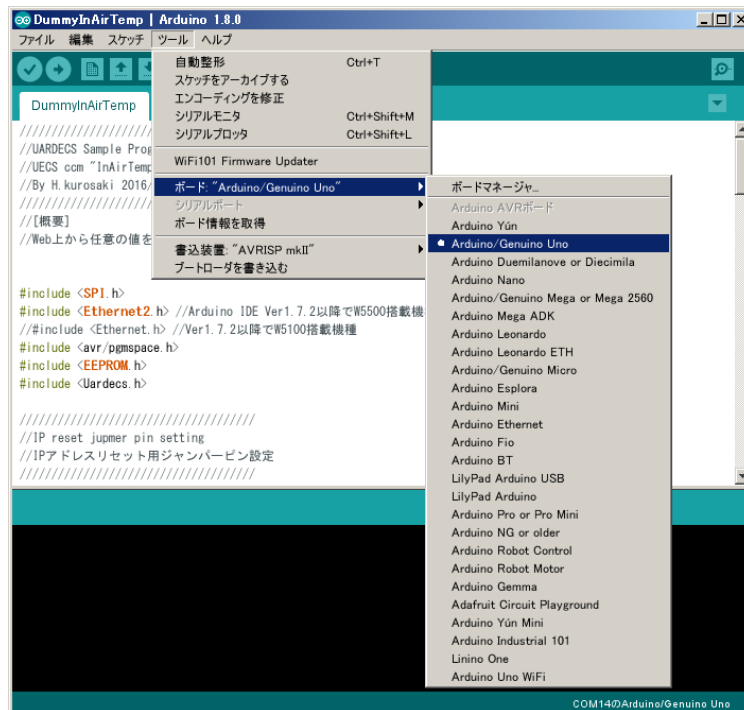 DummyInAirTemp | Arduino 1.8.0
ファイル 編集 スケッチ ツール ヘルプ
自動整形 Ctrl+T
スケッチをアーカイブする
エンコーディングを修正
シリアルモニタ Ctrl+Shift+M
シリアルプロッタ Ctrl+Shift+L
WiFi101 Firmware Updater
ボード: "Arduino/Genuino Uno"
シリアルポート
ボード情報を取得
書込装置: "AVRISP mkII"
ブートローダを書き込む
ボードマネージャ...
Arduino AVRボード
Arduino Yún
Arduino/Genuino Uno
Arduino Duemilanove or Diecimila
Arduino Nano
Arduino/Genuino Mega or Mega 2560
Arduino Mega ADK
Arduino Leonardo
Arduino Leonardo ETH
Arduino/Genuino Micro
Arduino Esplora
Arduino Mini
Arduino Ethernet
Arduino Fio
Arduino BT
LilyPad Arduino USB
LilyPad Arduino
Arduino Pro or Pro Mini
Arduino NG or older
Arduino Robot Control
Arduino Robot Motor
Arduino Gemma
Adafruit Circuit Playground
Arduino Yún Mini
Arduino Industrial 101
Linino One
Arduino Uno WiFi
DummyInAirTemp
////////////////////
//UARDECS Sample Prog
//UECS ccm "InAirTemp
//By H.kurosaki 2016/
////////////////////
//[概要]
//Web上から任意の値を
#include <SPI.h>
#include <Ethernet2.h> //Arduino IDE Ver1.7.2以降でW5500搭載機
//#include <Ethernet.h> //Ver1.7.2以降でW5100搭載機種
#include <avr/pgmspace.h>
#include <EEPROM.h>
#include <Uardecs.h>
////////////////////////////////////
//IP reset jupmer pin setting
//IPアドレスリセット用ジャンパーピン設定
////////////////////////////////////
COM14のArduino/Genuino Uno